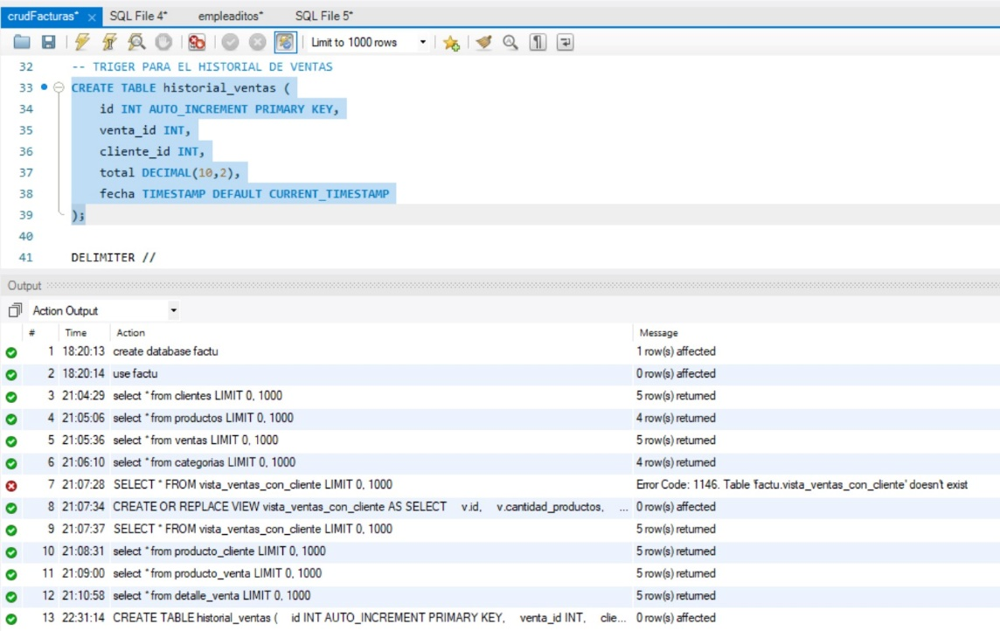 crudFacturas* SQL File 4* empleaditos* SQL File 5*
Limit to 1000 rows
32 -- TRIGER PARA EL HISTORIAL DE VENTAS
33 CREATE TABLE historial_ventas (
34 id INT AUTO_INCREMENT PRIMARY KEY,
35 venta_id INT,
36 cliente_id INT,
37 total DECIMAL(10,2),
38 fecha TIMESTAMP DEFAULT CURRENT_TIMESTAMP
39 );
40
41 DELIMITER //
Output
Action Output
# Time Action Message
1 18:20:13 create database factu 1 row(s) affected
2 18:20:14 use factu 0 row(s) affected
3 21:04:29 select * from clientes LIMIT 0, 1000 5 row(s) returned
4 21:05:06 select * from productos LIMIT 0, 1000 4 row(s) returned
5 21:05:36 select * from ventas LIMIT 0, 1000 5 row(s) returned
6 21:06:10 select * from categorias LIMIT 0, 1000 4 row(s) returned
7 21:07:28 SELECT * FROM vista_ventas_con_cliente LIMIT 0, 1000 Error Code: 1146. Table 'factu.vista_ventas_con_cliente' doesn't exist
8 21:07:34 CREATE OR REPLACE VIEW vista_ventas_con_cliente AS SELECT v.id, v.cantidad_productos, ... 0 row(s) affected
9 21:07:37 SELECT * FROM vista_ventas_con_cliente LIMIT 0, 1000 5 row(s) returned
10 21:08:31 select * from producto_cliente LIMIT 0, 1000 5 row(s) returned
11 21:09:00 select * from producto_venta LIMIT 0, 1000 5 row(s) returned
12 21:10:58 select * from detalle_venta LIMIT 0, 1000 5 row(s) returned
13 22:31:14 CREATE TABLE historial_ventas ( id INT AUTO_INCREMENT PRIMARY KEY, venta_id INT, clie... 0 row(s) affected